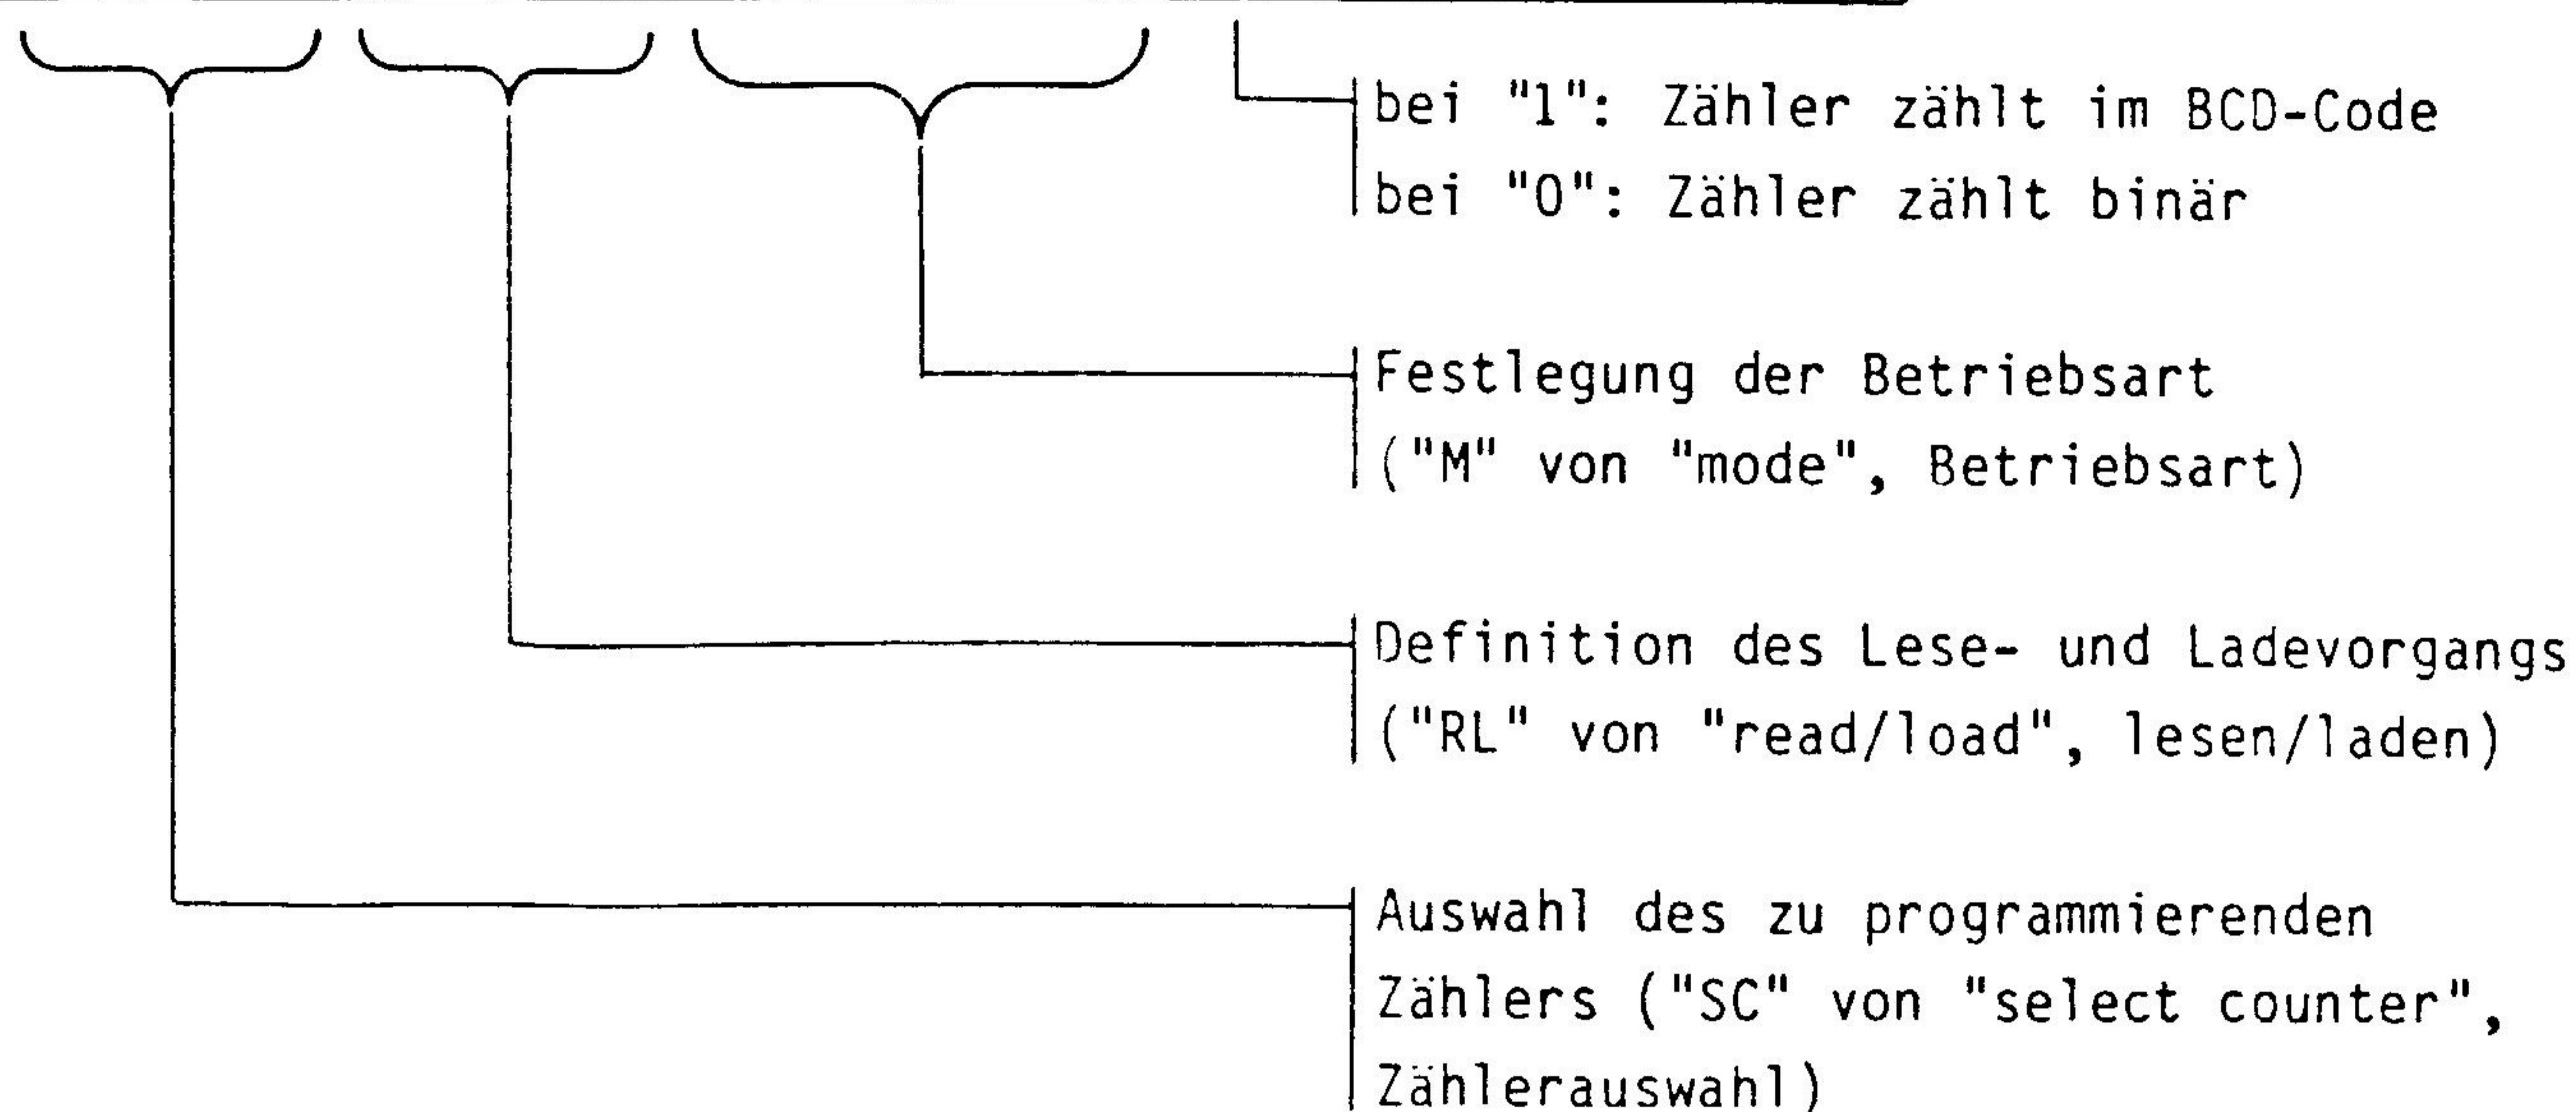 bei "1": Zähler zählt im BCD-Code
bei "0": Zähler zählt binär
Festlegung der Betriebsart
("M" von "mode", Betriebsart)
Definition des Lese- und Ladevorgangs
("RL" von "read/load", lesen/laden)
Auswahl des zu programmierenden
Zählers ("SC" von "select counter",
Zählerauswahl)